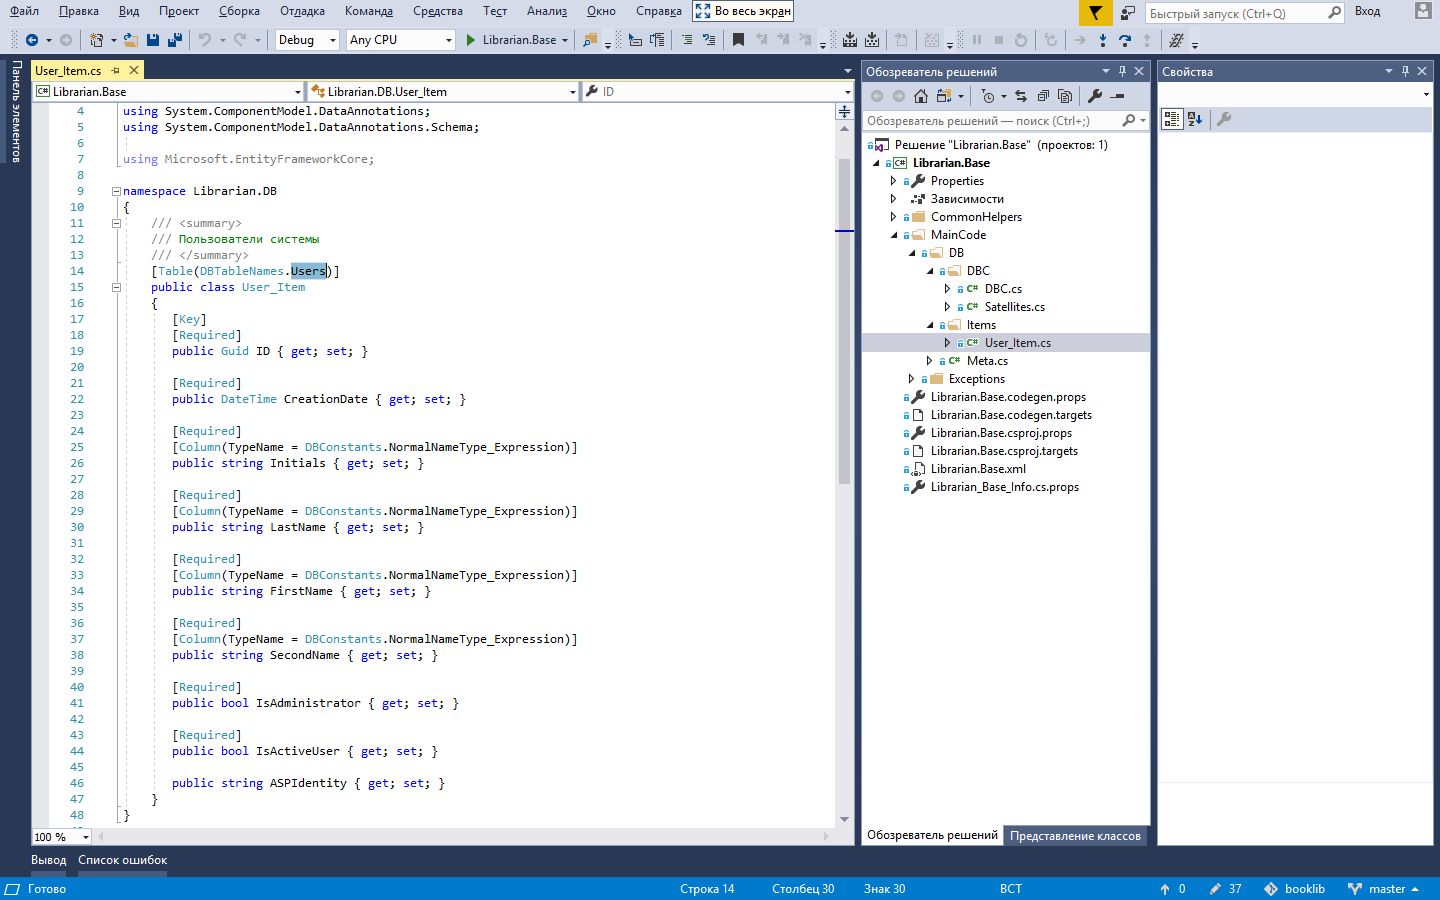 Файл Правка Вид Проект Сборка Отладка Команда Средства Тест Анализ Окно Справка Во весь экран Быстрый запуск (Ctrl+Q) Вход
Debug Any CPU Librarian.Base
Панель элементов
User_Item.cs
Librarian.Base Librarian.DB.User_Item ID
4 using System.ComponentModel.DataAnnotations;
5 using System.ComponentModel.DataAnnotations.Schema;
6
7 using Microsoft.EntityFrameworkCore;
8
9 namespace Librarian.DB
10 {
11 /// <summary>
12 /// Пользователи системы
13 /// </summary>
14 [Table(DBTableNames.Users)]
15 public class User_Item
16 {
17 [Key]
18 [Required]
19 public Guid ID { get; set; }
20
21 [Required]
22 public DateTime CreationDate { get; set; }
23
24 [Required]
25 [Column(TypeName = DBConstants.NormalNameType_Expression)]
26 public string Initials { get; set; }
27
28 [Required]
29 [Column(TypeName = DBConstants.NormalNameType_Expression)]
30 public string LastName { get; set; }
31
32 [Required]
33 [Column(TypeName = DBConstants.NormalNameType_Expression)]
34 public string FirstName { get; set; }
35
36 [Required]
37 [Column(TypeName = DBConstants.NormalNameType_Expression)]
38 public string SecondName { get; set; }
39
40 [Required]
41 public bool IsAdministrator { get; set; }
42
43 [Required]
44 public bool IsActiveUser { get; set; }
45
46 public string ASPIdentity { get; set; }
47 }
48 }
100 %
Обозреватель решений
Обозреватель решений — поиск (Ctrl+;)
Решение "Librarian.Base" (проектов: 1)
C# Librarian.Base
Properties
Зависимости
CommonHelpers
MainCode
DB
DBC
C# DBC.cs
C# Satellites.cs
Items
C# User_Item.cs
C# Meta.cs
Exceptions
Librarian.Base.codegen.props
Librarian.Base.codegen.targets
Librarian.Base.csproj.props
Librarian.Base.csproj.targets
Librarian.Base.xml
Librarian_Base_Info.cs.props
Обозреватель решений Представление классов
Свойства
Вывод Список ошибок
Готово Строка 14 Столбец 30 Знак 30 ВСТ 0 37 booklib master